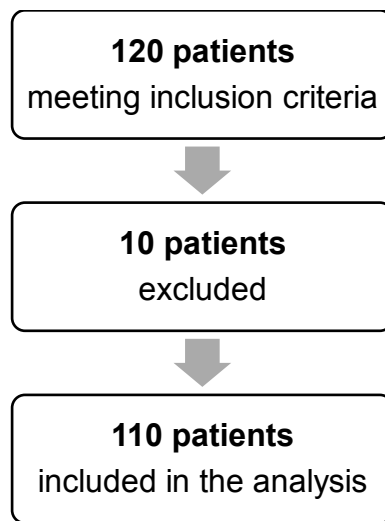 120 patients
meeting inclusion criteria
10 patients
excluded
110 patients
included in the analysis